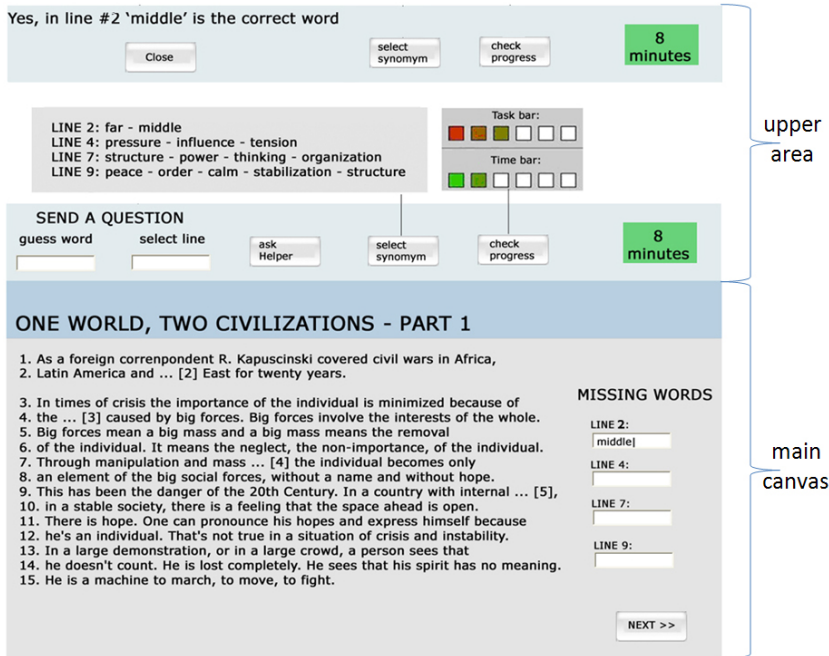 Yes, in line #2 ‘middle’ is the correct word
Close
select
synomym
check
progress
8
minutes
LINE 2: far - middle
LINE 4: pressure - influence - tension
LINE 7: structure - power - thinking - organization
LINE 9: peace - order - calm - stabilization - structure
Task bar:
Time bar:
upper
area
SEND A QUESTION
guess word
select line
ask
Helper
select
synomym
check
progress
8
minutes
ONE WORLD, TWO CIVILIZATIONS - PART 1
1. As a foreign correnpondent R. Kapuscinski covered civil wars in Africa,
2. Latin America and ... [2] East for twenty years.
3. In times of crisis the importance of the individual is minimized because of
4. the ... [3] caused by big forces. Big forces involve the interests of the whole.
5. Big forces mean a big mass and a big mass means the removal
6. of the individual. It means the neglect, the non-importance, of the individual.
7. Through manipulation and mass ... [4] the individual becomes only
8. an element of the big social forces, without a name and without hope.
9. This has been the danger of the 20th Century. In a country with internal ... [5],
10. in a stable society, there is a feeling that the space ahead is open.
11. There is hope. One can pronounce his hopes and express himself because
12. he's an individual. That's not true in a situation of crisis and instability.
13. In a large demonstration, or in a large crowd, a person sees that
14. he doesn't count. He is lost completely. He sees that his spirit has no meaning.
15. He is a machine to march, to move, to fight.
MISSING WORDS
LINE 2:
middle
LINE 4:
LINE 7:
LINE 9:
NEXT >>
main
canvas